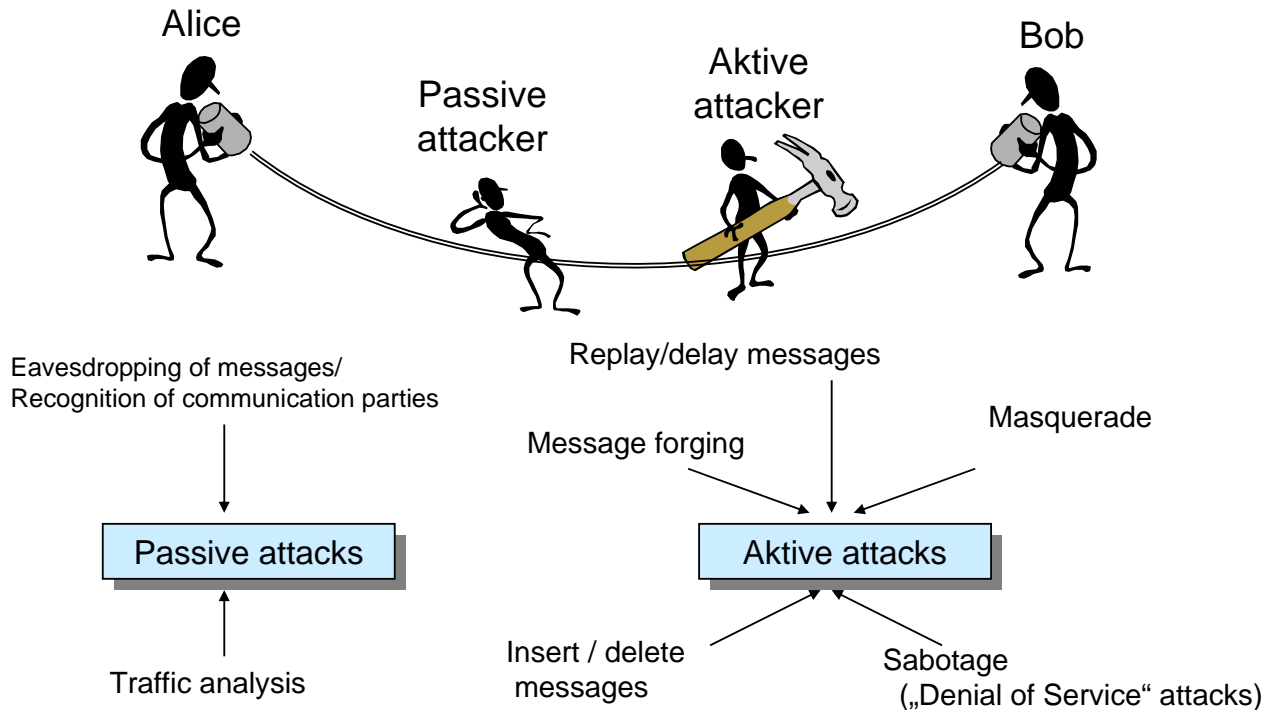 Alice
Bob
Passive
attacker
Aktive
attacker
Eavesdropping of messages/
Recognition of communication parties
Replay/delay messages
Message forging
Masquerade
Passive attacks
Aktive attacks
Traffic analysis
Insert / delete
messages
Sabotage
(„Denial of Service“ attacks)